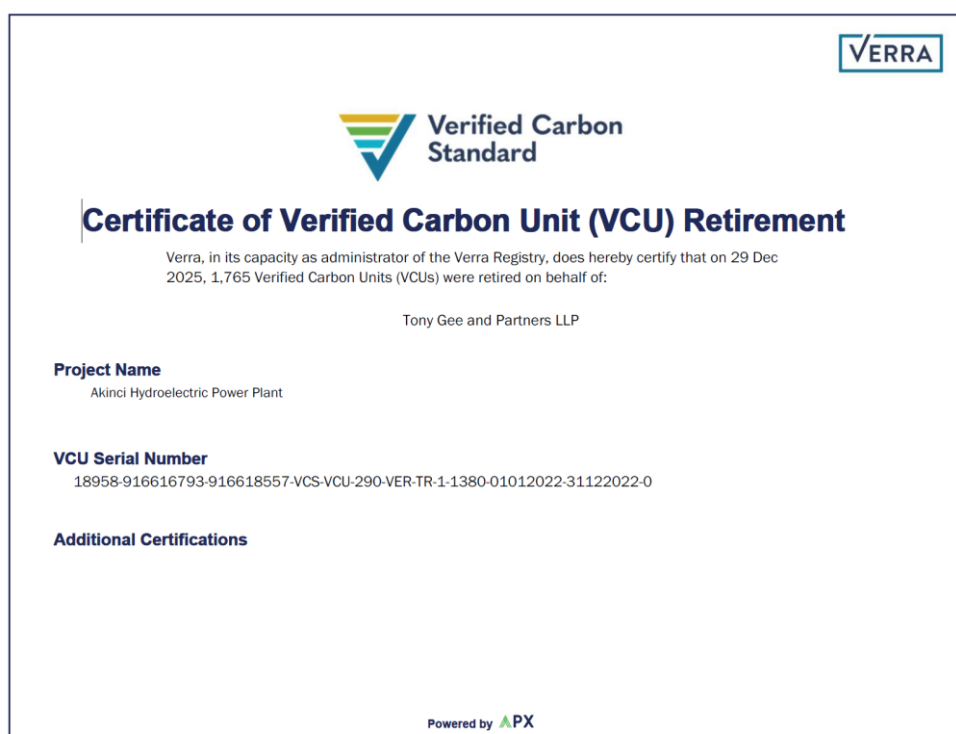 VERRA
Verified Carbon
Standard
Certificate of Verified Carbon Unit (VCU) Retirement
Verra, in its capacity as administrator of the Verra Registry, does hereby certify that on 29 Dec
2025, 1,765 Verified Carbon Units (VCUs) were retired on behalf of:
Tony Gee and Partners LLP
Project Name
Akinci Hydroelectric Power Plant
VCU Serial Number
18958-916616793-916618557-VCS-VCU-290-VER-TR-1-1380-01012022-31122022-0
Additional Certifications
Powered by APX